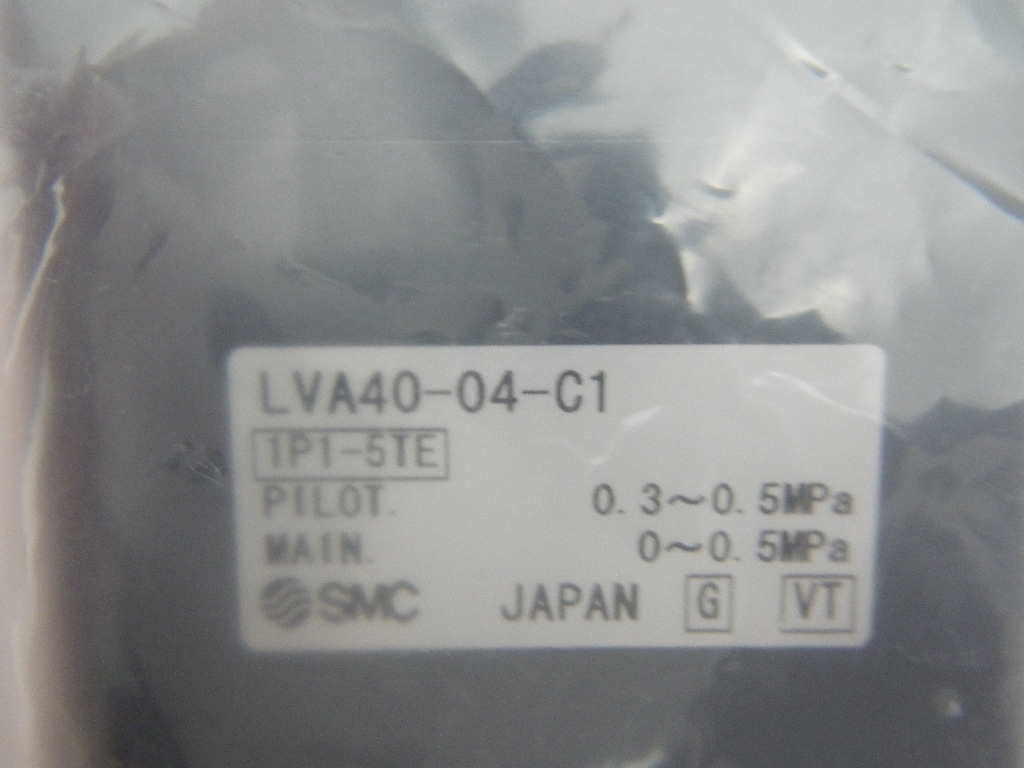 LVA40-04-C1
1P1-5TE
PILOT. 0.3～0.5MPa
MAIN. 0～0.5MPa
SMC JAPAN G VT